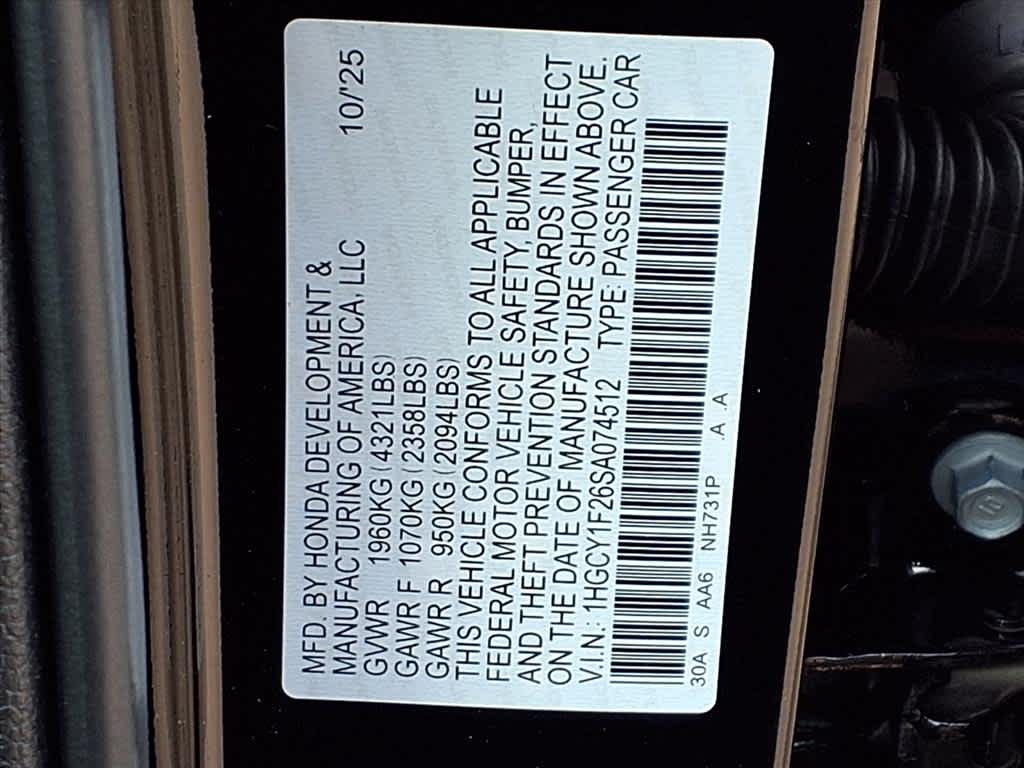 MFD. BY HONDA DEVELOPMENT &
MANUFACTURING OF AMERICA, LLC 10/'25
GVWR 1960KG (4321LBS)
GAWR F 1070KG (2358LBS)
GAWR R 950KG (2094LBS)
THIS VEHICLE CONFORMS TO ALL APPLICABLE
FEDERAL MOTOR VEHICLE SAFETY, BUMPER,
AND THEFT PREVENTION STANDARDS IN EFFECT
ON THE DATE OF MANUFACTURE SHOWN ABOVE.
V.I.N.: 1HGCY1F26SA074512 TYPE: PASSENGER CAR
30A S AA6 NH731P .A .A